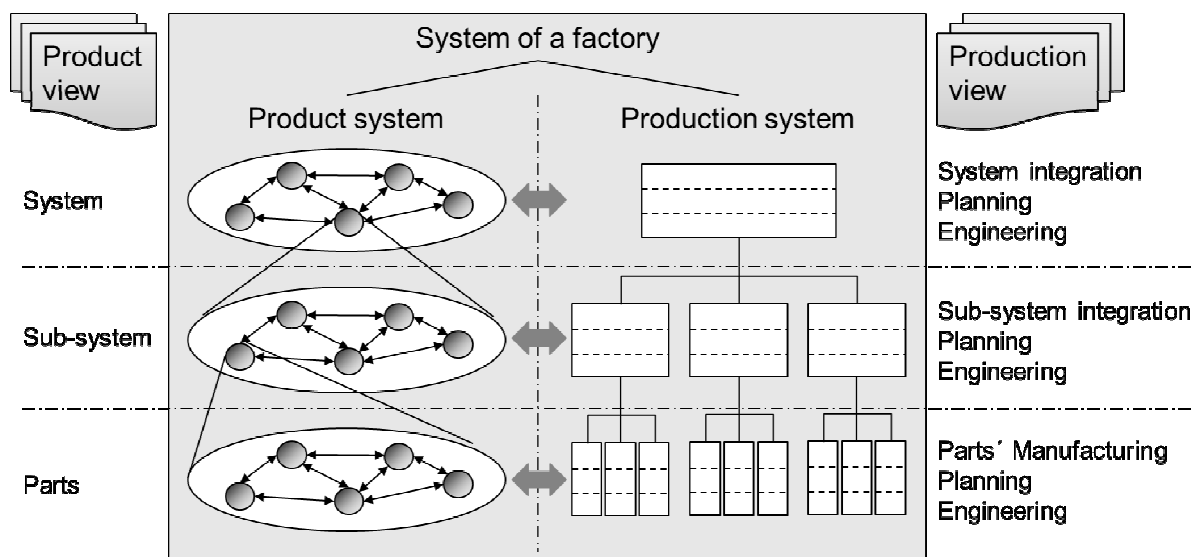 Product
view
System of a factory
Production
view
Product system
Production system
System
System integration
Planning
Engineering
Sub-system
Sub-system integration
Planning
Engineering
Parts
Parts´ Manufacturing
Planning
Engineering